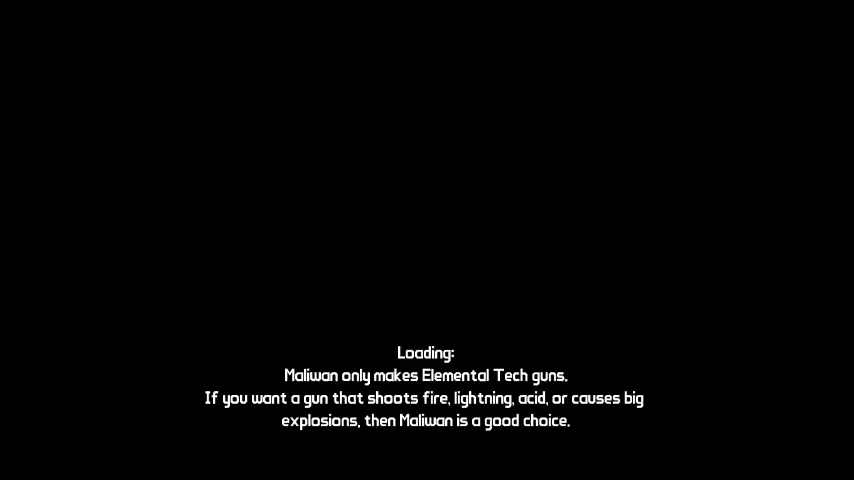 Loading:
Maliwan only makes Elemental Tech guns.
If you want a gun that shoots fire, lightning, acid, or causes big
explosions, then Maliwan is a good choice.